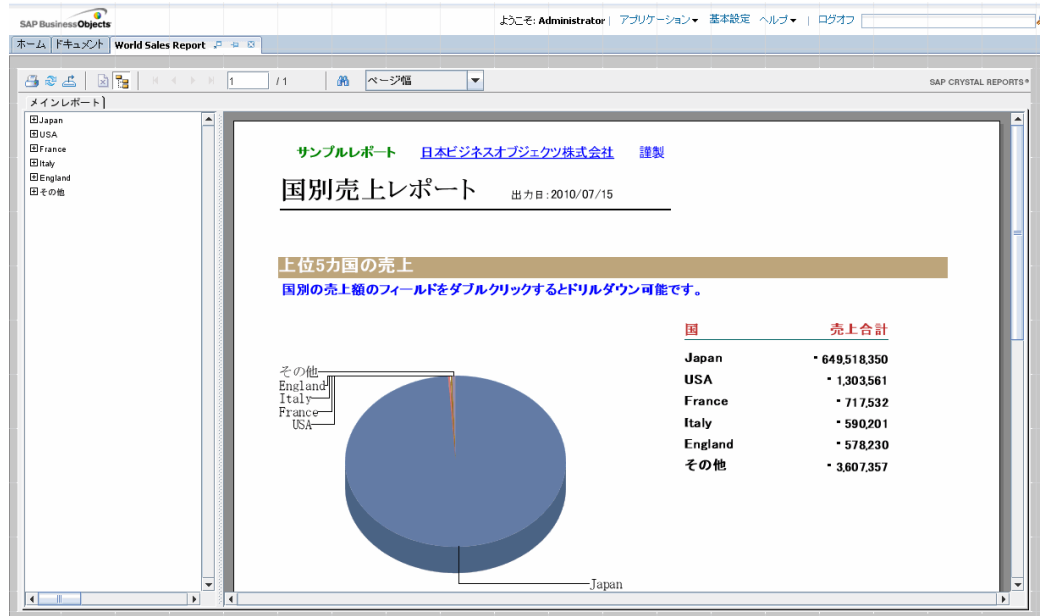 SAP BusinessObjects
ようこそ: Administrator | アプリケーション 基本設定 ヘルプ | ログオフ
ホーム ドキュメント World Sales Report
1 / 1 ページ幅 SAP CRYSTAL REPORTS®
メインレポート
Japan
USA
France
Italy
England
その他
サンプルレポート 日本ビジネスオブジェクツ株式会社 謹製
国別売上レポート 出力日:2010/07/15
上位5カ国の売上
国別の売上額のフィールドをダブルクリックするとドリルダウン可能です。
国 売上合計
Japan 649,518,350
USA 1,303,561
France 717,532
Italy 590,201
England 578,230
その他 3,607,357
その他
England
Italy
France
USA
Japan